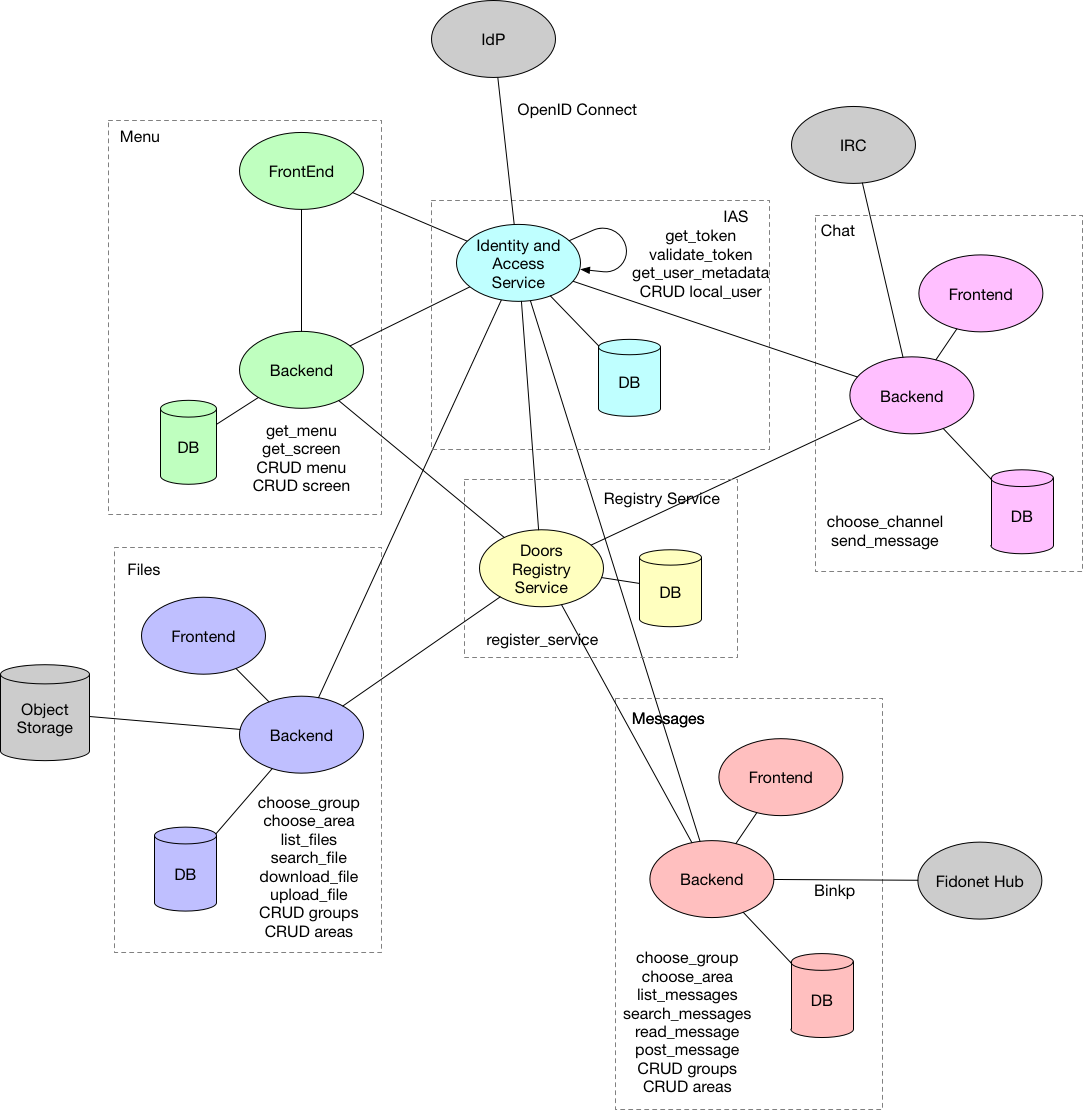 IdP
OpenID Connect
Menu
FrontEnd
IRC
IAS
get_token
validate_token
get_user_metadata
CRUD local_user
Identity and
Access
Service
Chat
Frontend
Backend
DB
Backend
DB
get_menu
get_screen
CRUD menu
CRUD screen
DB
choose_channel
send_message
Registry Service
Doors
Registry
Service
DB
register_service
Files
Frontend
Object
Storage
Backend
DB
choose_group
choose_area
list_files
search_file
download_file
upload_file
CRUD groups
CRUD areas
Messages
Frontend
Backend
Binkp
Fidonet Hub
DB
choose_group
choose_area
list_messages
search_messages
read_message
post_message
CRUD groups
CRUD areas